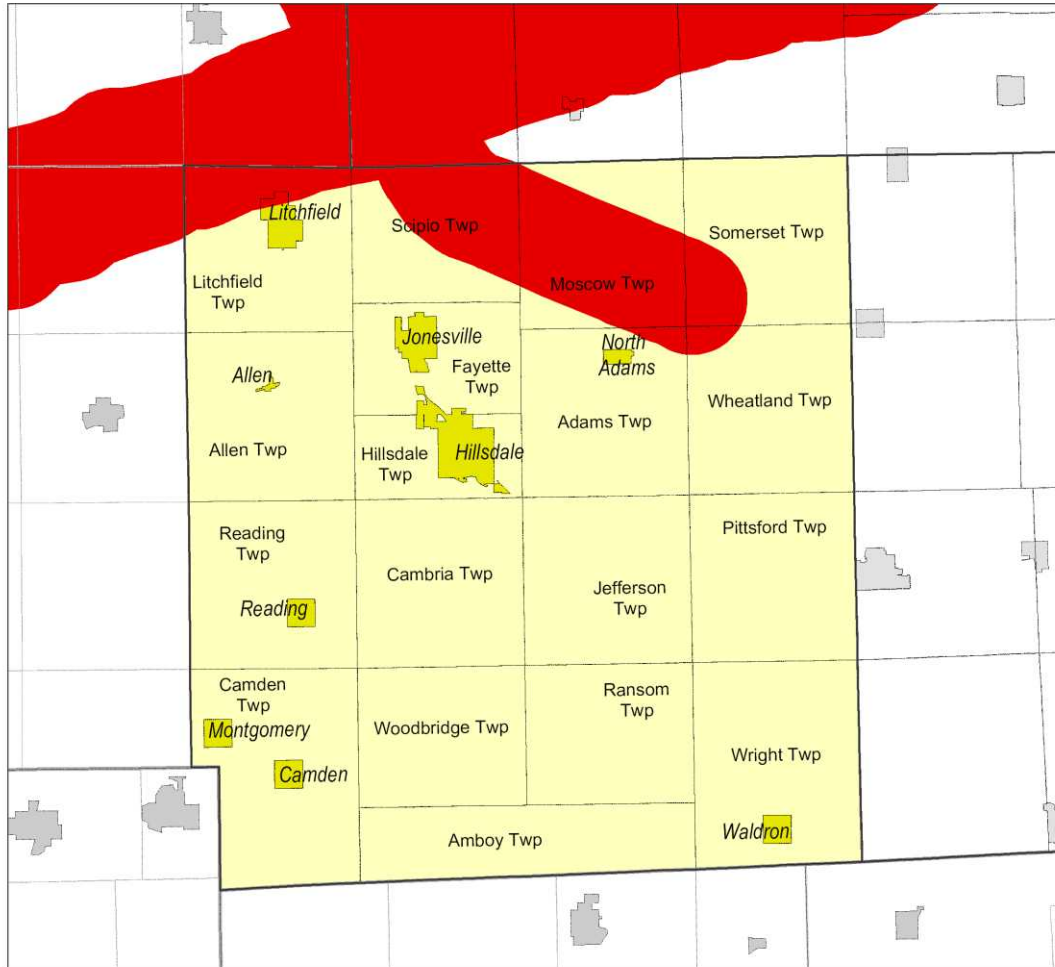 Litchfield
Scipio Twp
Somerset Twp
Litchfield
Twp
Moscow Twp
Jonesville
North
Adams
Fayette
Twp
Allen
Wheatland Twp
Adams Twp
Allen Twp
Hillsdale
Twp
Hillsdale
Reading
Twp
Pittsford Twp
Cambria Twp
Jefferson
Twp
Reading
Camden
Twp
Ransom
Twp
Montgomery
Woodbridge Twp
Wright Twp
Camden
Waldron
Amboy Twp